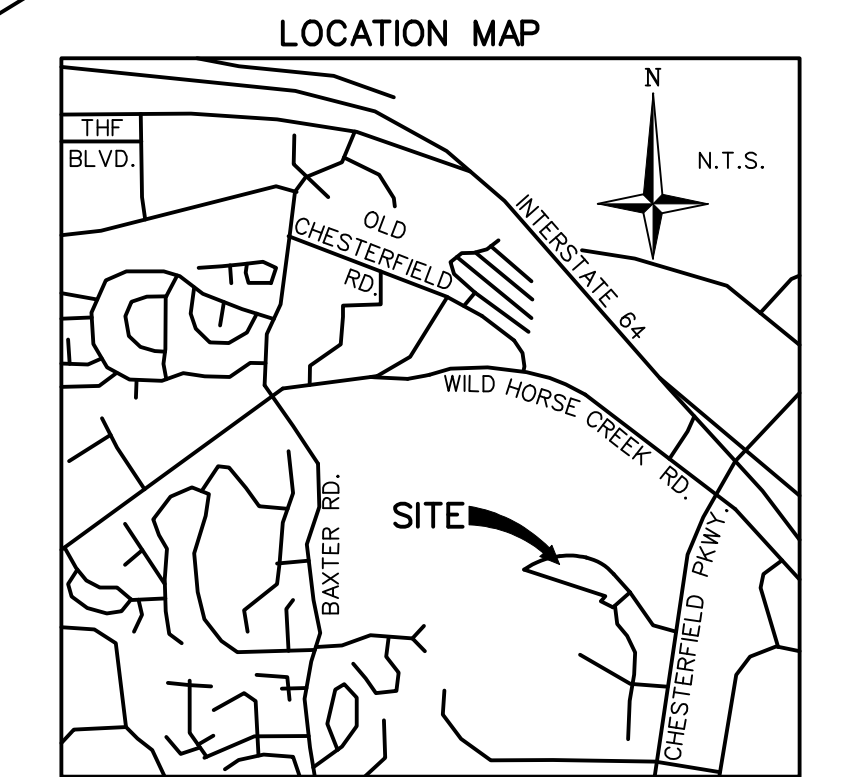 LOCATION MAP
N
THF
BLVD.
N.T.S.
OLD
CHESTERFIELD
RD.
INTERSTATE 64
WILD HORSE CREEK RD.
SITE
BAXTER RD.
CHESTERFIELD PKWY.